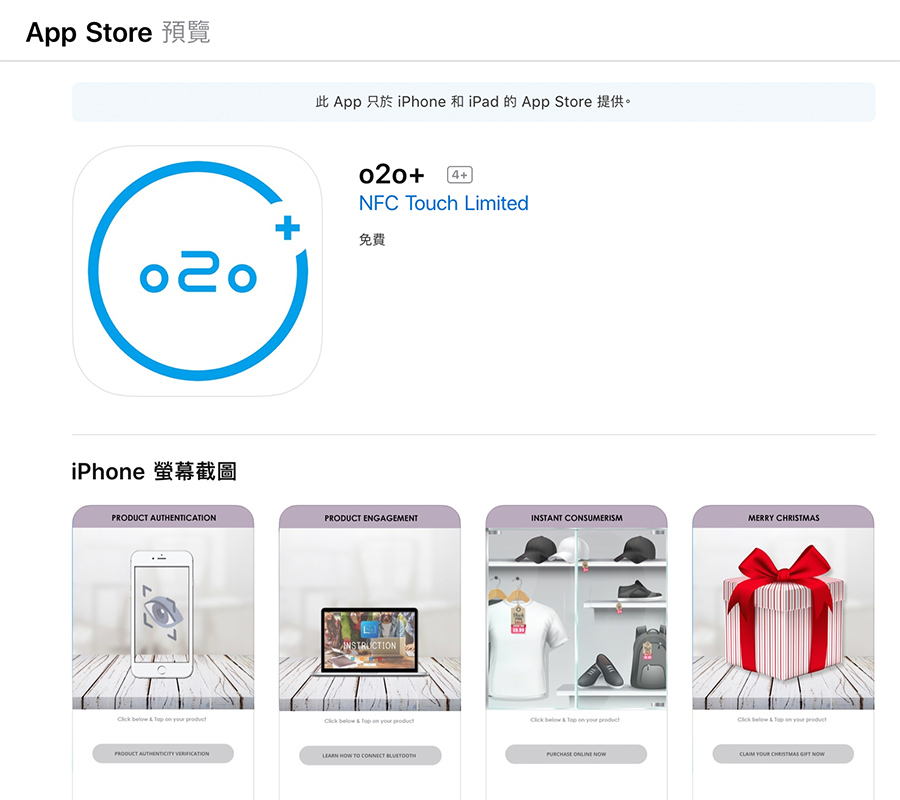 App Store 預覽
此 App 只於 iPhone 和 iPad 的 App Store 提供。
o2o+ 4+
NFC Touch Limited
免費
o2o+
iPhone 螢幕截圖
PRODUCT AUTHENTICATION
PRODUCT ENGAGEMENT
INSTANT CONSUMERISM
MERRY CHRISTMAS
INSTRUCTION
Click below & Tap on your product!
Click below & Tap on your product!
Click below & Tap on your product!
Click below & Tap on your product!
PRODUCT AUTHENTICITY VERIFICATION
LEARN HOW TO CONNECT BLUETOOTH
PURCHASE ONLINE NOW
CLAIM YOUR CHRISTMAS GIFT NOW